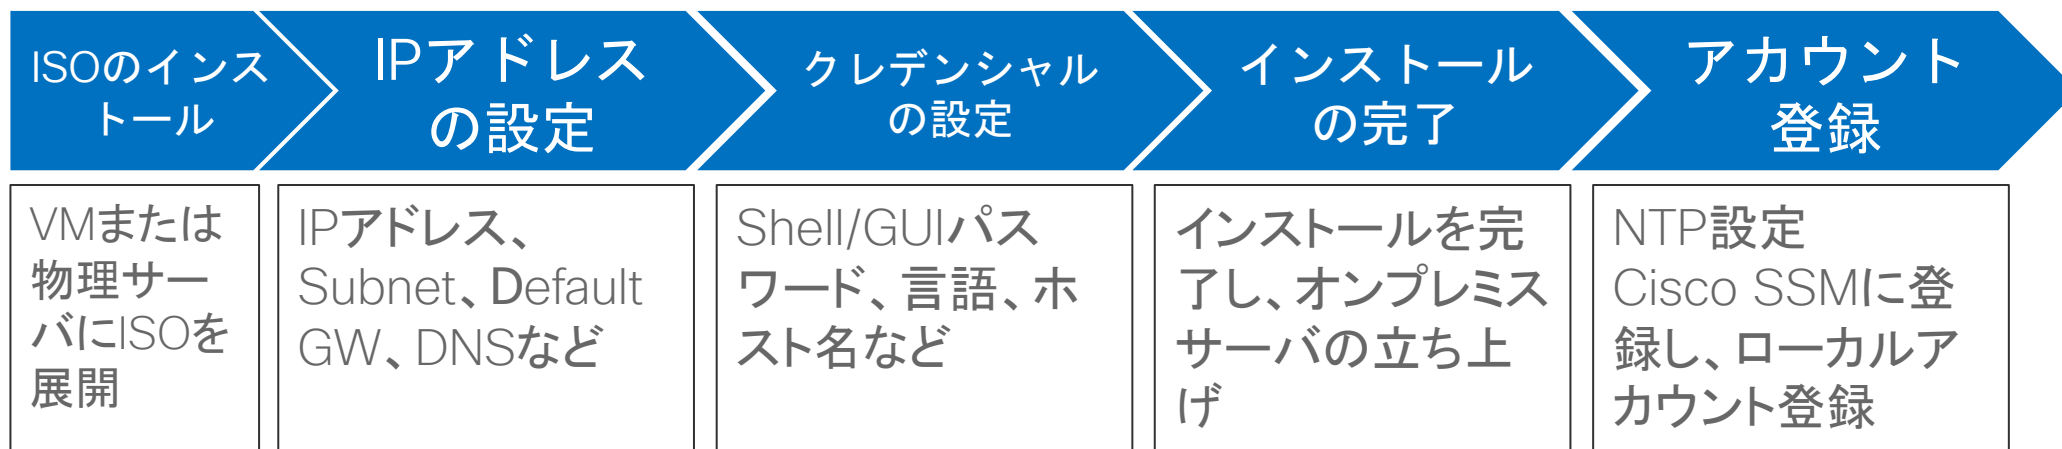 ISOのインス
トール
IPアドレス
の設定
クレデンシャル
の設定
インストール
の完了
アカウント
登録
VMまたは
物理サー
バにISOを
展開
IPアドレス、
Subnet、Default
GW、DNSなど
Shell/GUIパス
ワード、言語、ホ
スト名など
インストールを完
了し、オンプレミス
サーバの立ち上
げ
NTP設定
Cisco SSMに登
録し、ローカルア
カウント登録